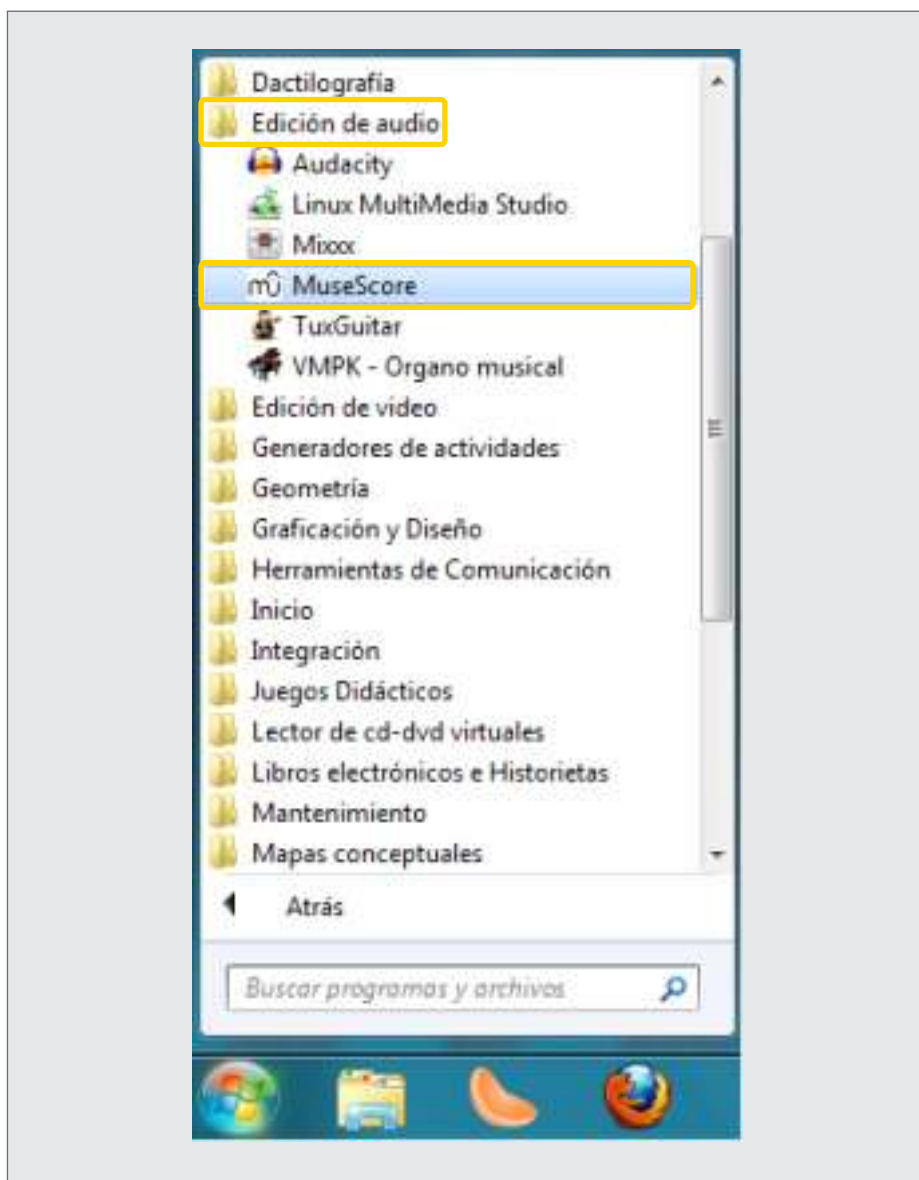 Dactilografía
Edición de audio
Audacity
Linux MultiMedia Studio
Mixxx
MuseScore
TuxGuitar
VMPK - Organo musical
Edición de video
Generadores de actividades
Geometría
Graficación y Diseño
Herramientas de Comunicación
Inicio
Integración
Juegos Didácticos
Lector de cd-dvd virtuales
Libros electrónicos e Historietas
Mantenimiento
Mapas conceptuales
Atrás
Buscar programas y archivos